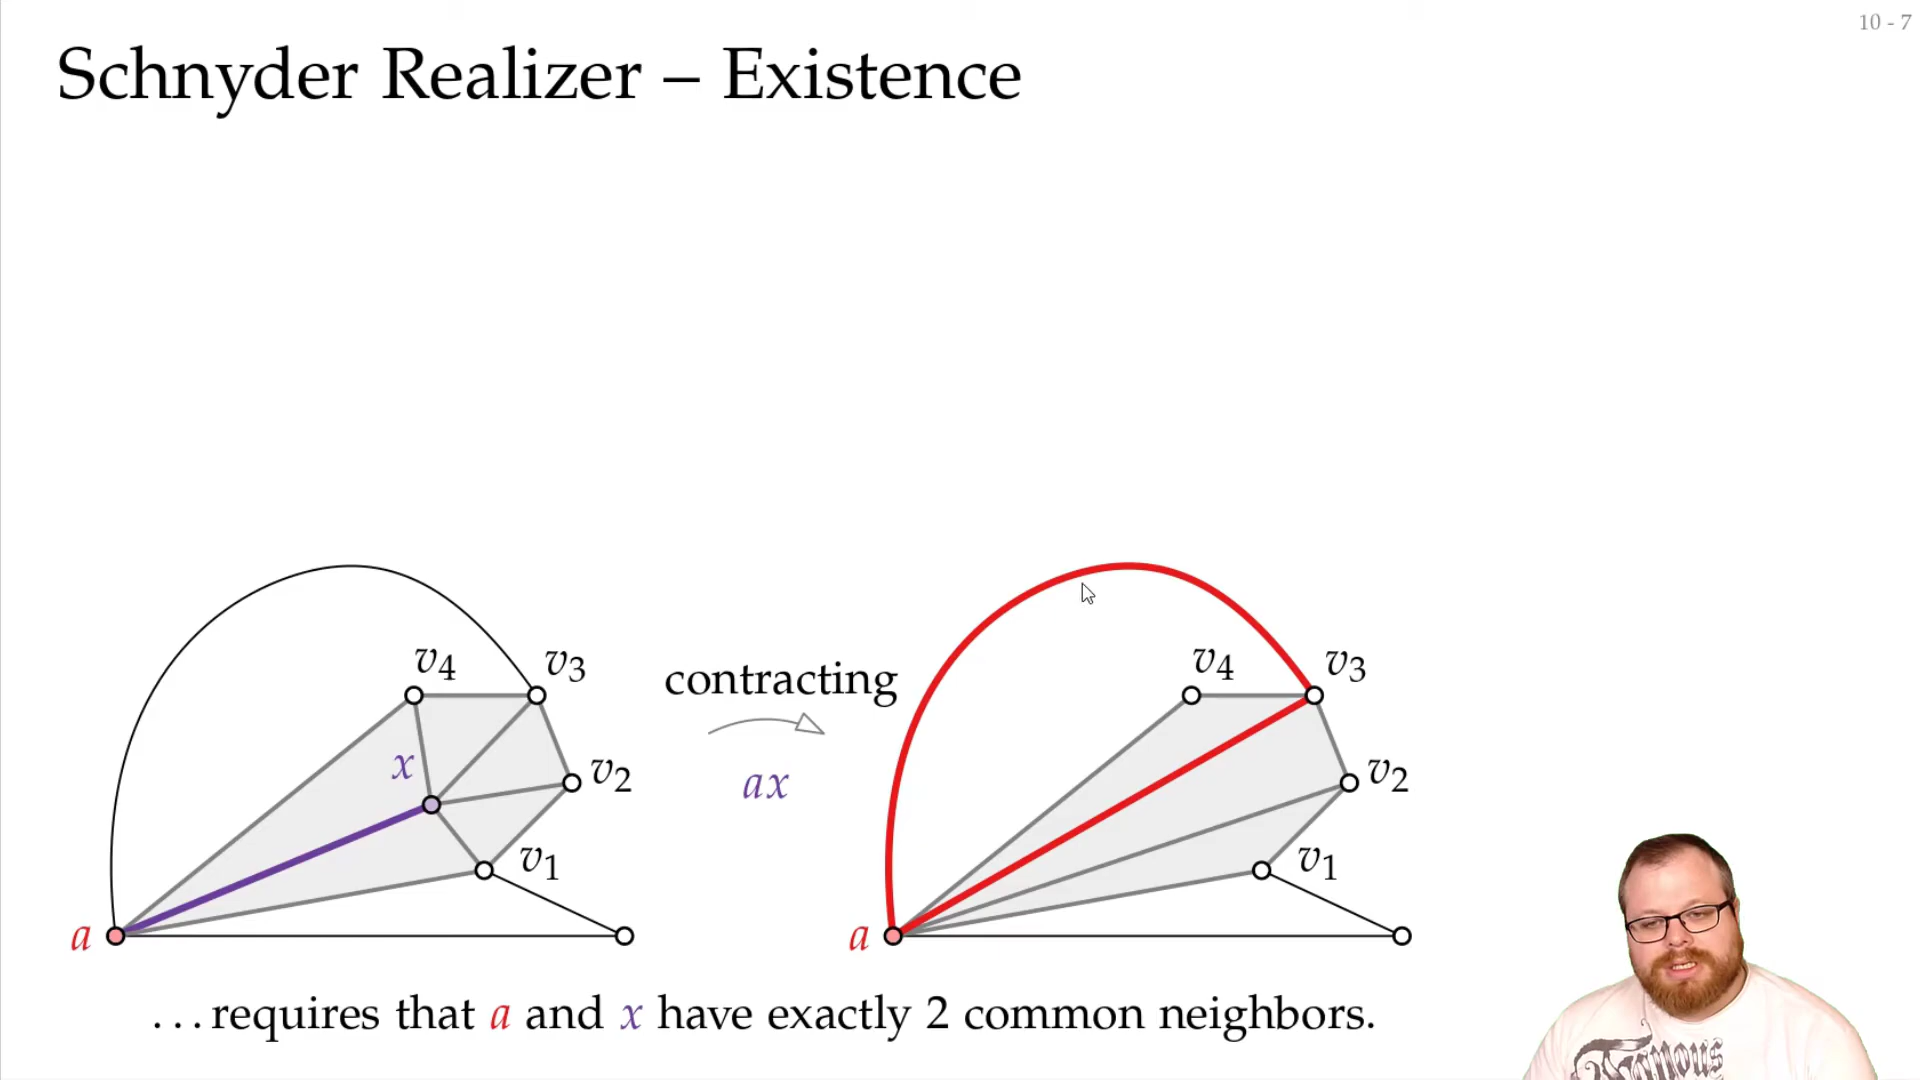 10 - 7
Schnyder Realizer – Existence
v4 v3
x
v2
v1
a
contracting
ax
v4 v3
v2
v1
a
...requires that a and x have exactly 2 common neighbors.
Famous